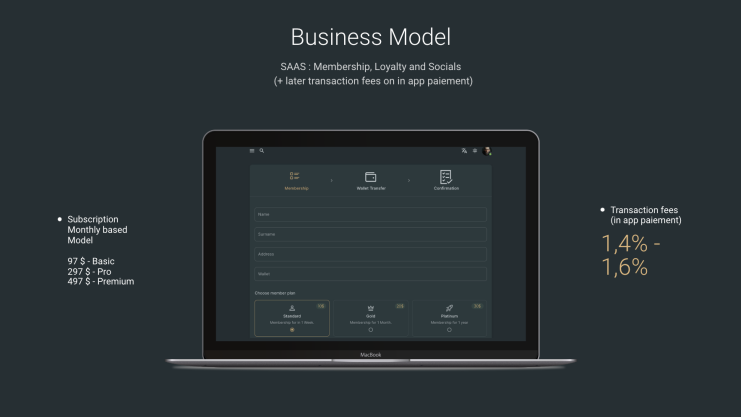 Business Model
SAAS : Membership, Loyalty and Socials
(+ later transaction fees on in app paiement)
Subscription
Monthly based
Model
97 $ - Basic
297 $ - Pro
497 $ - Premium
Membership
Wallet Transfer
Confirmation
Name
Surname
Address
Wallet
Choose member plan
Standard
Gold
Platinum
Membership for 1 Week
Membership for 1 Month
Membership for 1 year
MacBook
Transaction fees
(in app paiement)
1,4% -
1,6%